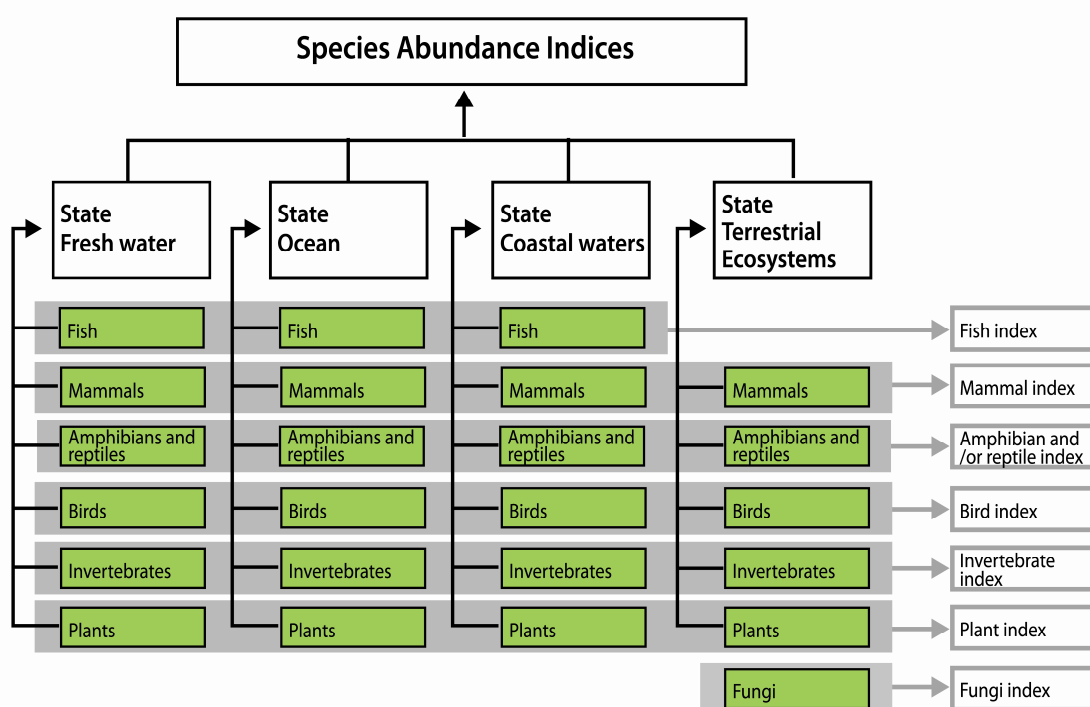 Species Abundance Indices
State
Fresh water
State
Ocean
State
Coastal waters
State
Terrestrial
Ecosystems
Fish
Fish
Fish
Fish index
Mammals
Mammals
Mammals
Mammals
Mammal index
Amphibians and
reptiles
Amphibians and
reptiles
Amphibians and
reptiles
Amphibians and
reptiles
Amphibian and
/or reptile index
Birds
Birds
Birds
Birds
Bird index
Invertebrates
Invertebrates
Invertebrates
Invertebrates
Invertebrate
index
Plants
Plants
Plants
Plants
Plant index
Fungi
Fungi index